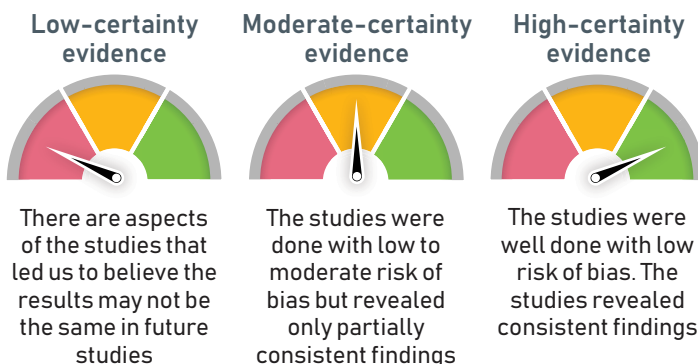 Low-certainty
evidence
There are aspects
of the studies that
led us to believe the
results may not be
the same in future
studies
Moderate-certainty
evidence
The studies were
done with low to
moderate risk of
bias but revealed
only partially
consistent findings
High-certainty
evidence
The studies were
well done with low
risk of bias. The
studies revealed
consistent findings